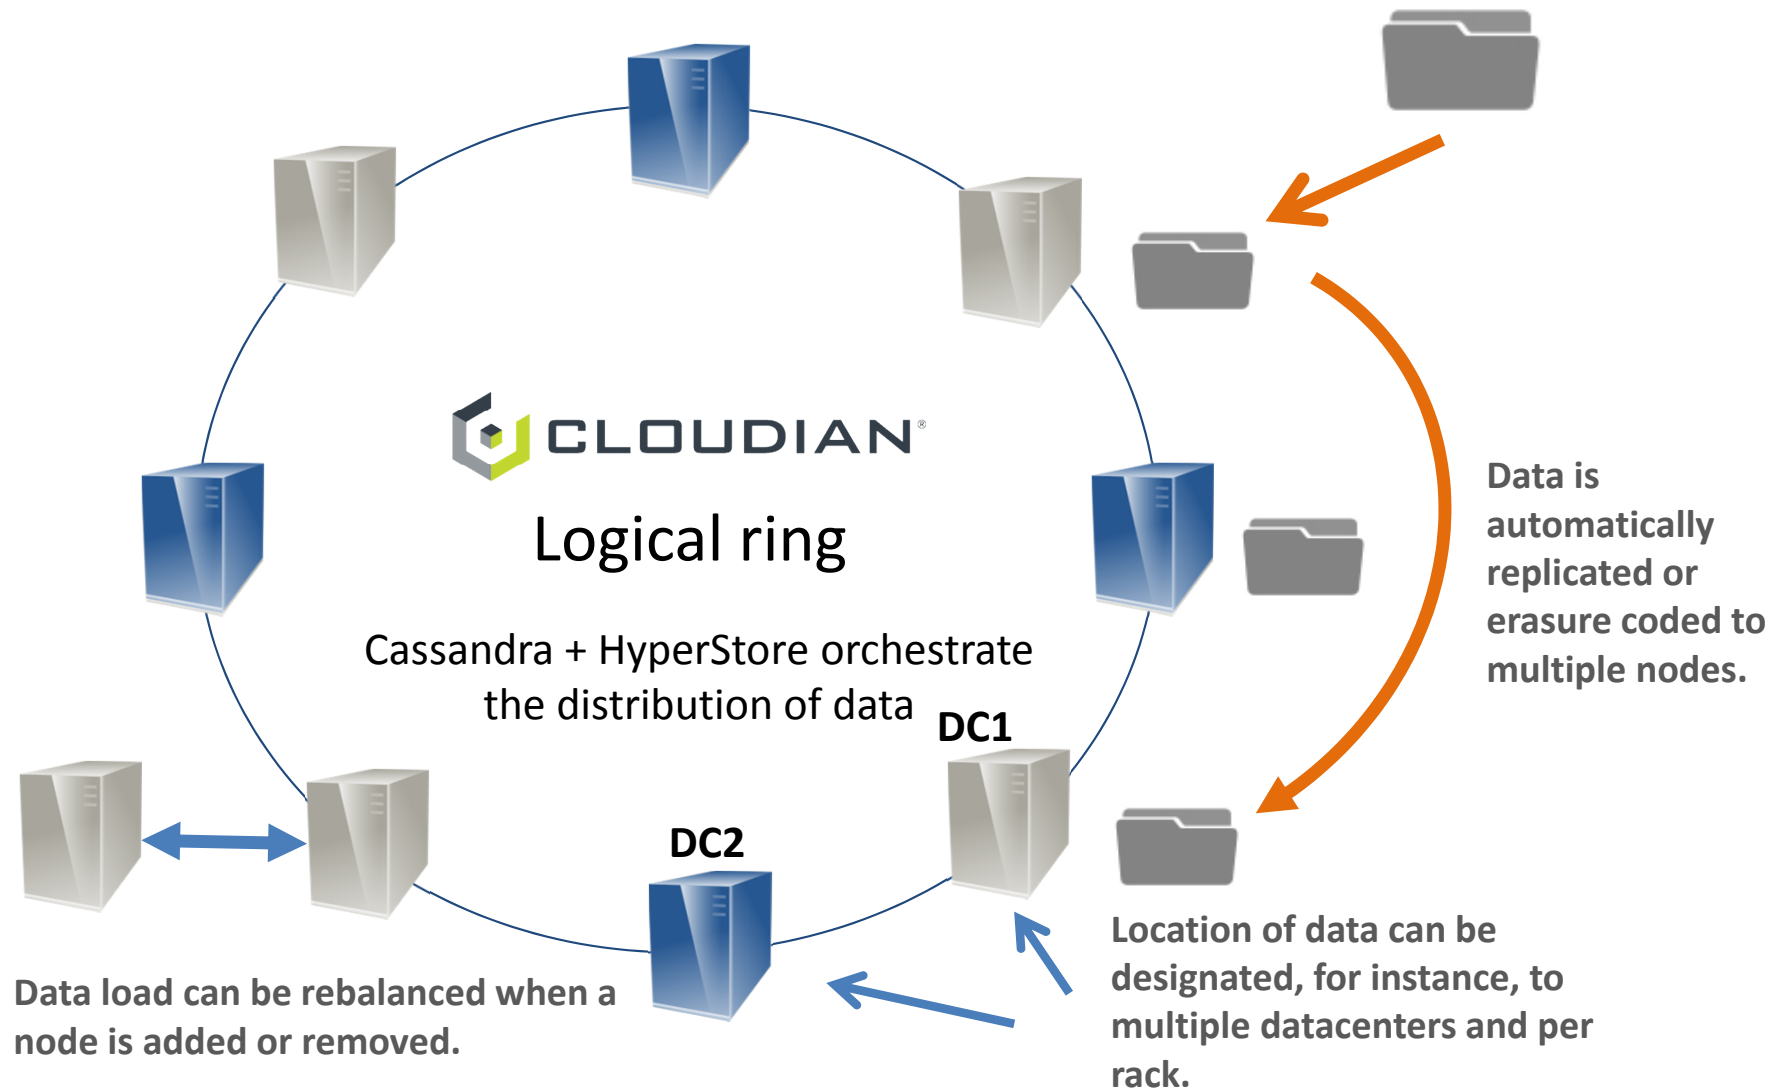 CLOUDIAN®
Logical ring
Cassandra + HyperStore orchestrate
the distribution of data
DC1
DC2
Data is
automatically
replicated or
erasure coded to
multiple nodes.
Data load can be rebalanced when a
node is added or removed.
Location of data can be
designated, for instance, to
multiple datacenters and per
rack.